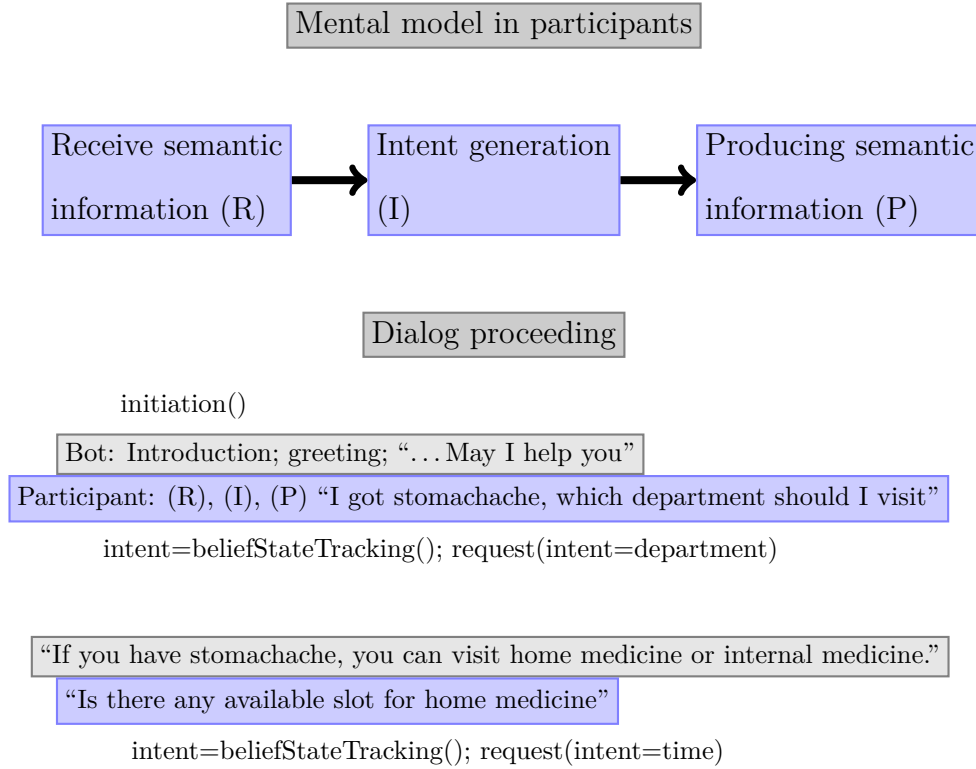 Mental model in participants
Receive semantic
information (R)
Intent generation
(I)
Producing semantic
information (P)
Dialog proceeding
initiation()
Bot: Introduction; greeting; “…May I help you”
Participant: (R), (I), (P) “I got stomachache, which department should I visit”
intent=beliefStateTracking(); request(intent=department)
“If you have stomachache, you can visit home medicine or internal medicine.”
“Is there any available slot for home medicine”
intent=beliefStateTracking(); request(intent=time)